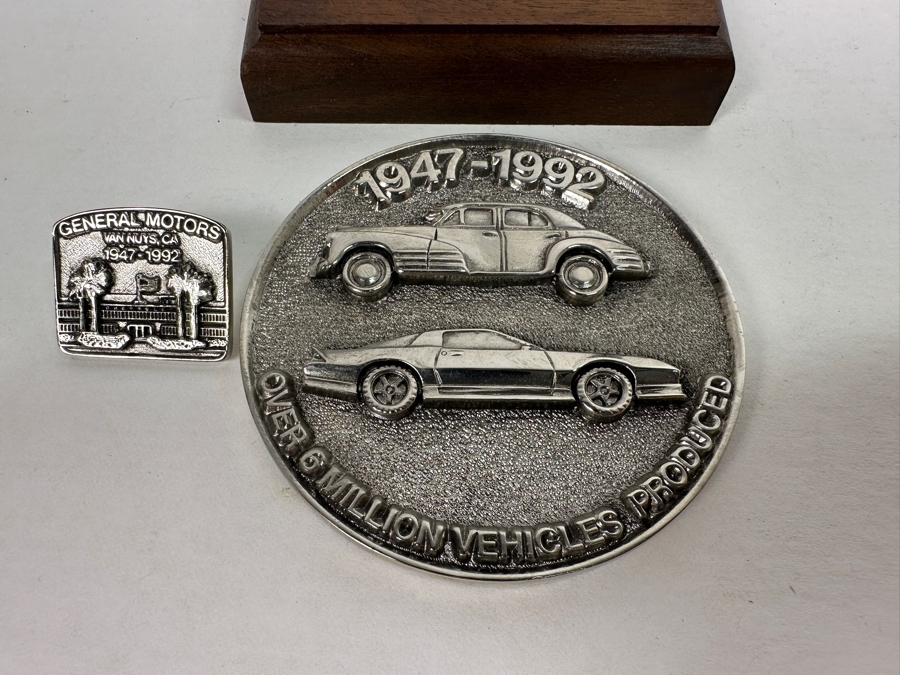 GENERAL MOTORS
VAN NUYS, CA
1947-1992
1947-1992
OVER 6 MILLION VEHICLES PRODUCED